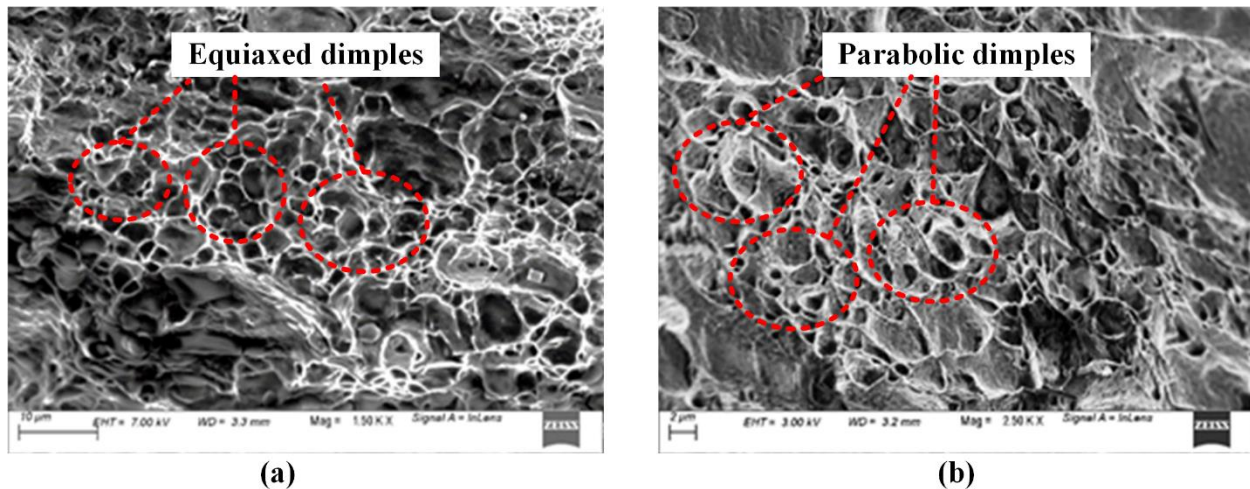 Equiaxed dimples
10 µm
EHT = 7.00 kV
WD = 3.3 mm
Mag = 1.50 K X
Signal A = InLens
ZEISS
(a)
Parabolic dimples
2 µm
EHT = 3.00 kV
WD = 3.2 mm
Mag = 2.50 K X
Signal A = InLens
ZEISS
(b)